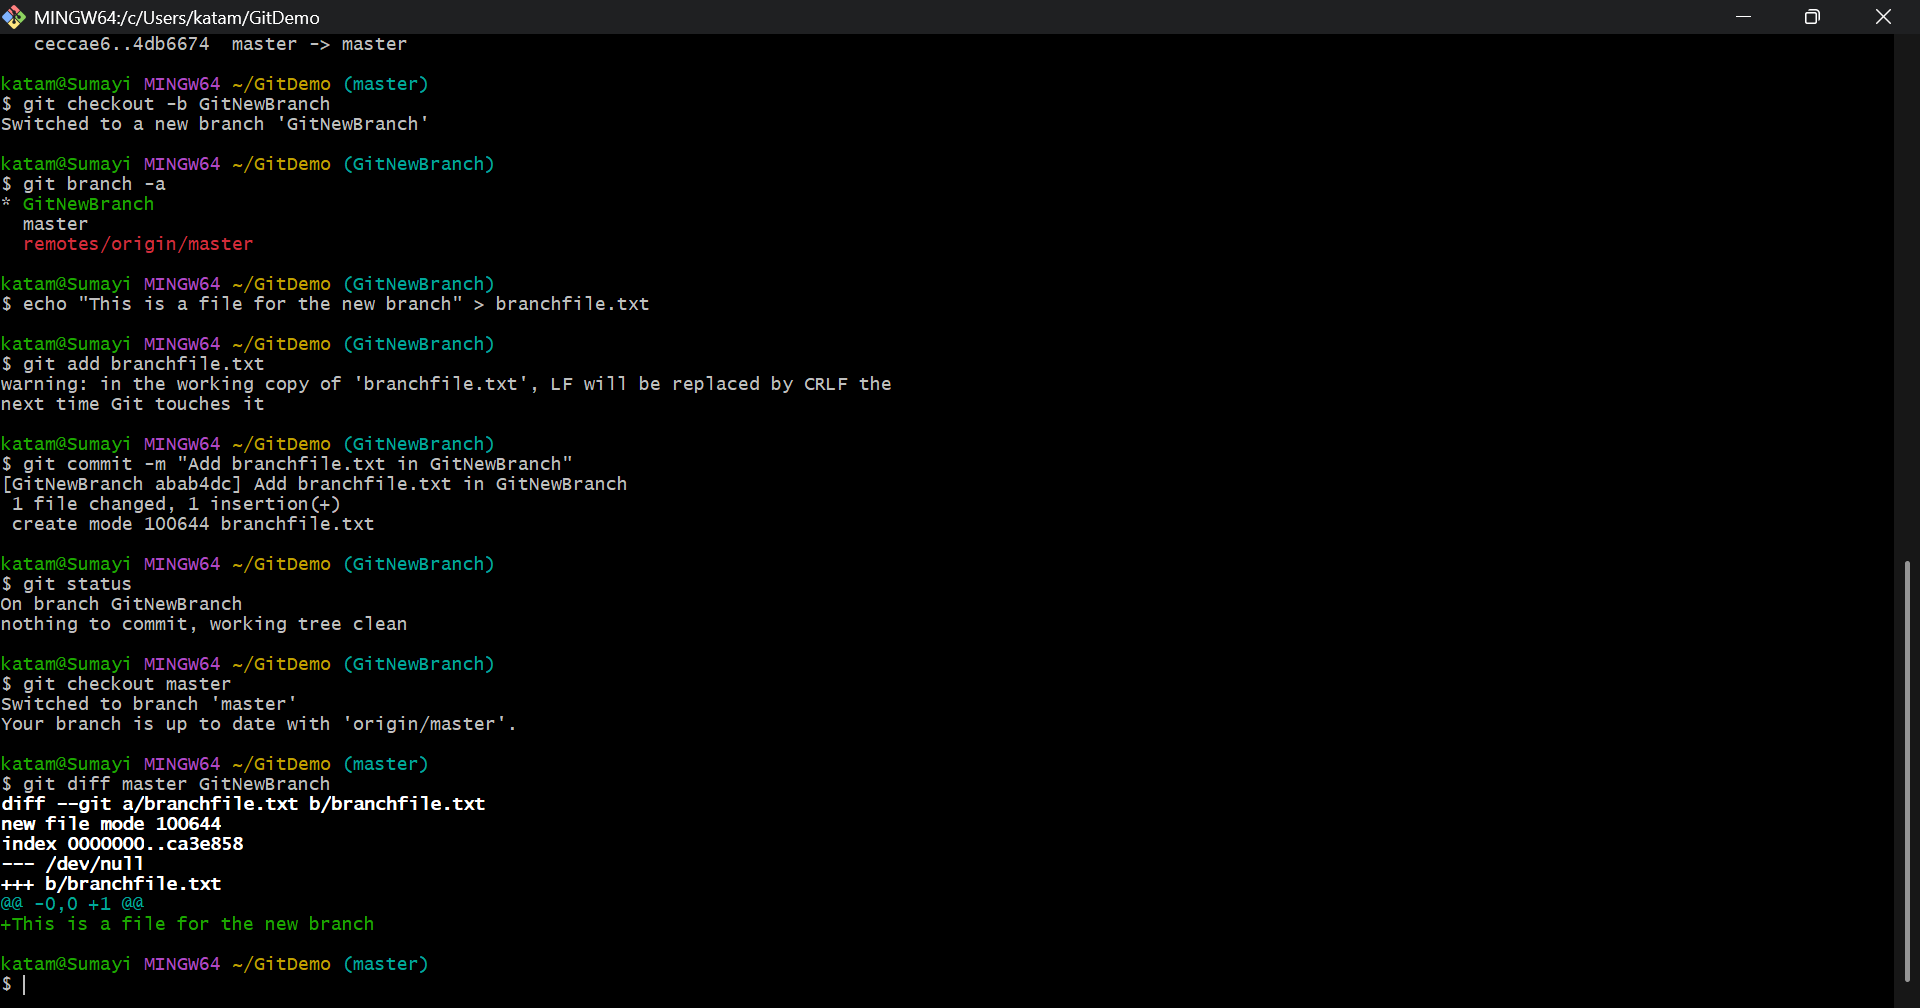 MINGW64:/c/Users/katam/GitDemo
   ceccae6..4db6674  master -> master
katam@Sumayi MINGW64 ~/GitDemo (master)
$ git checkout -b GitNewBranch
Switched to a new branch 'GitNewBranch'
katam@Sumayi MINGW64 ~/GitDemo (GitNewBranch)
$ git branch -a
* GitNewBranch
  master
  remotes/origin/master
katam@Sumayi MINGW64 ~/GitDemo (GitNewBranch)
$ echo "This is a file for the new branch" > branchfile.txt
katam@Sumayi MINGW64 ~/GitDemo (GitNewBranch)
$ git add branchfile.txt
warning: in the working copy of 'branchfile.txt', LF will be replaced by CRLF the
next time Git touches it
katam@Sumayi MINGW64 ~/GitDemo (GitNewBranch)
$ git commit -m "Add branchfile.txt in GitNewBranch"
[GitNewBranch abab4dc] Add branchfile.txt in GitNewBranch
 1 file changed, 1 insertion(+)
 create mode 100644 branchfile.txt
katam@Sumayi MINGW64 ~/GitDemo (GitNewBranch)
$ git status
On branch GitNewBranch
nothing to commit, working tree clean
katam@Sumayi MINGW64 ~/GitDemo (GitNewBranch)
$ git checkout master
Switched to branch 'master'
Your branch is up to date with 'origin/master'.
katam@Sumayi MINGW64 ~/GitDemo (master)
$ git diff master GitNewBranch
diff --git a/branchfile.txt b/branchfile.txt
new file mode 100644
index 0000000..ca3e858
--- /dev/null
+++ b/branchfile.txt
@@ -0,0 +1 @@
+This is a file for the new branch
katam@Sumayi MINGW64 ~/GitDemo (master)
$